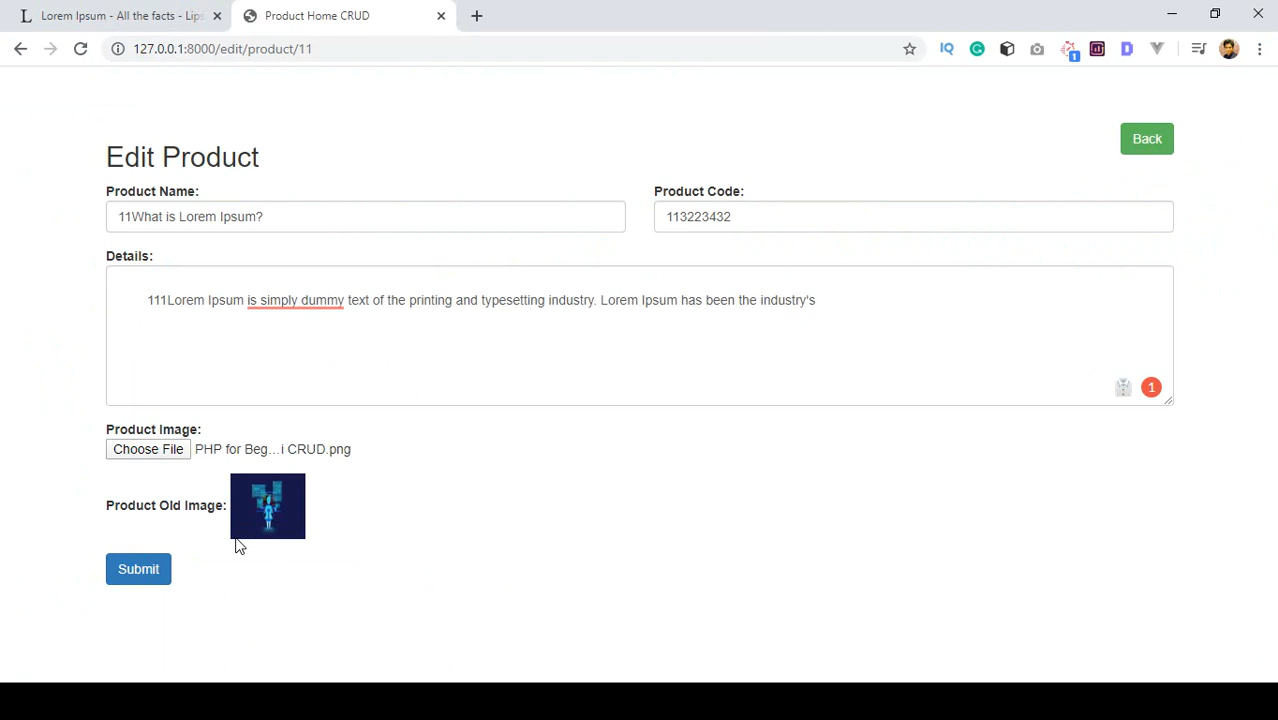 Lorem Ipsum - All the facts - Lips
Product Home CRUD
127.0.0.1:8000/edit/product/11
IQ
1
D
Back
Edit Product
Product Name:
Product Code:
11What is Lorem Ipsum?
113223432
Details:
111Lorem Ipsum is simply dummy text of the printing and typesetting industry. Lorem Ipsum has been the industry's
1
Product Image:
Choose File PHP for Beg...i CRUD.png
Product Old Image:
Submit